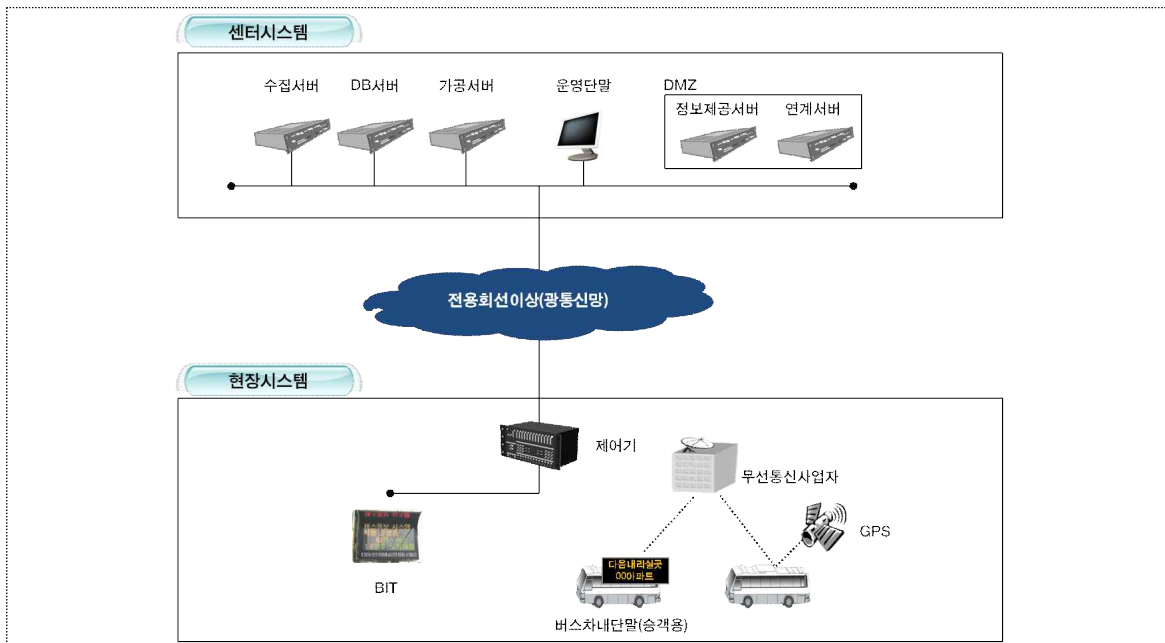 센터시스템
수집서버
DB서버
가공서버
운영단말
DMZ
정보제공서버
연계서버
전용회선이상(광통신망)
현장시스템
제어기
무선통신사업자
GPS
BIT
다음내리실곳
000아파트
버스차내단말(승객용)